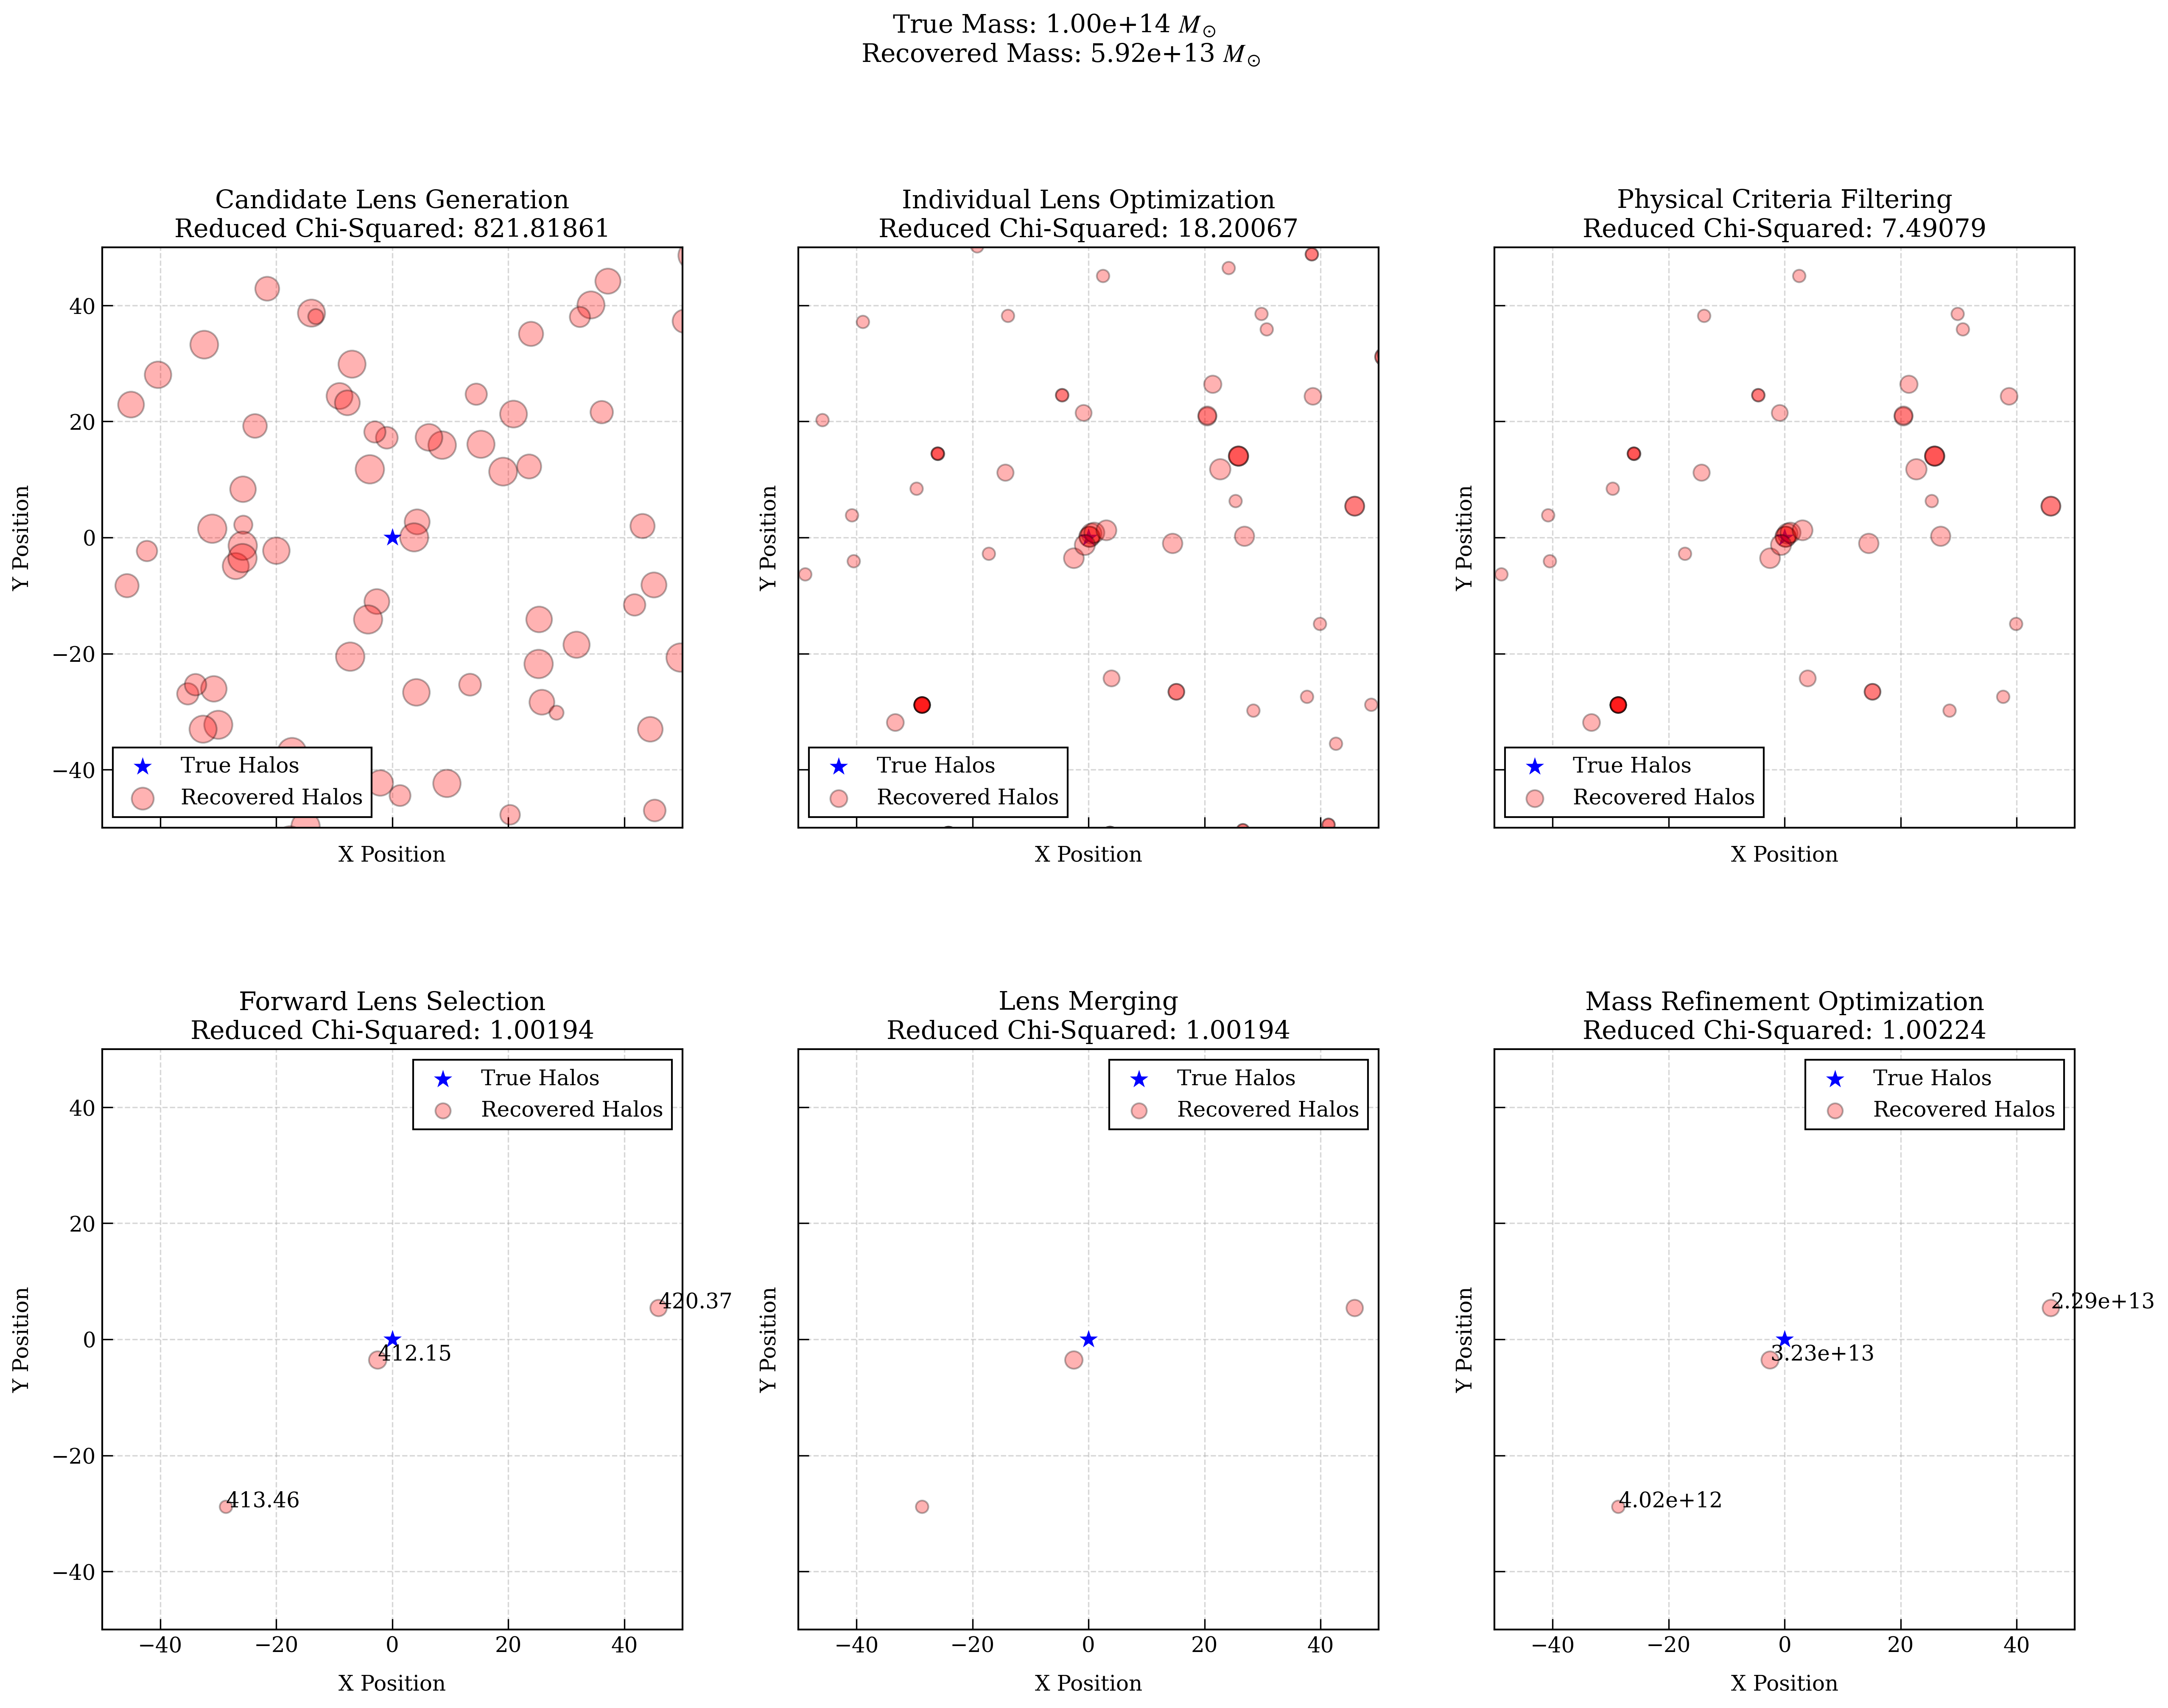 True Mass: 1.00e+14 M⊙
Recovered Mass: 5.92e+13 M⊙
Candidate Lens Generation
Reduced Chi-Squared: 821.81861
Y Position
40
20
0
−20
−40
True Halos
Recovered Halos
X Position
Individual Lens Optimization
Reduced Chi-Squared: 18.20067
Y Position
True Halos
Recovered Halos
X Position
Physical Criteria Filtering
Reduced Chi-Squared: 7.49079
Y Position
True Halos
Recovered Halos
X Position
Forward Lens Selection
Reduced Chi-Squared: 1.00194
True Halos
Recovered Halos
Y Position
40
20
0
−20
−40
420.37
412.15
413.46
−40 −20 0 20 40
X Position
Lens Merging
Reduced Chi-Squared: 1.00194
True Halos
Recovered Halos
Y Position
−40 −20 0 20 40
X Position
Mass Refinement Optimization
Reduced Chi-Squared: 1.00224
True Halos
Recovered Halos
Y Position
2.29e+13
3.23e+13
4.02e+12
−40 −20 0 20 40
X Position